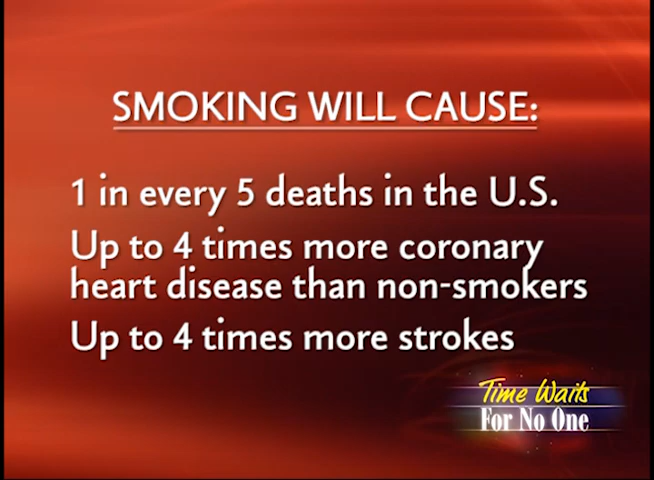 SMOKING WILL CAUSE:
1 in every 5 deaths in the U.S.
Up to 4 times more coronary
heart disease than non-smokers
Up to 4 times more strokes
Time Waits
For No One